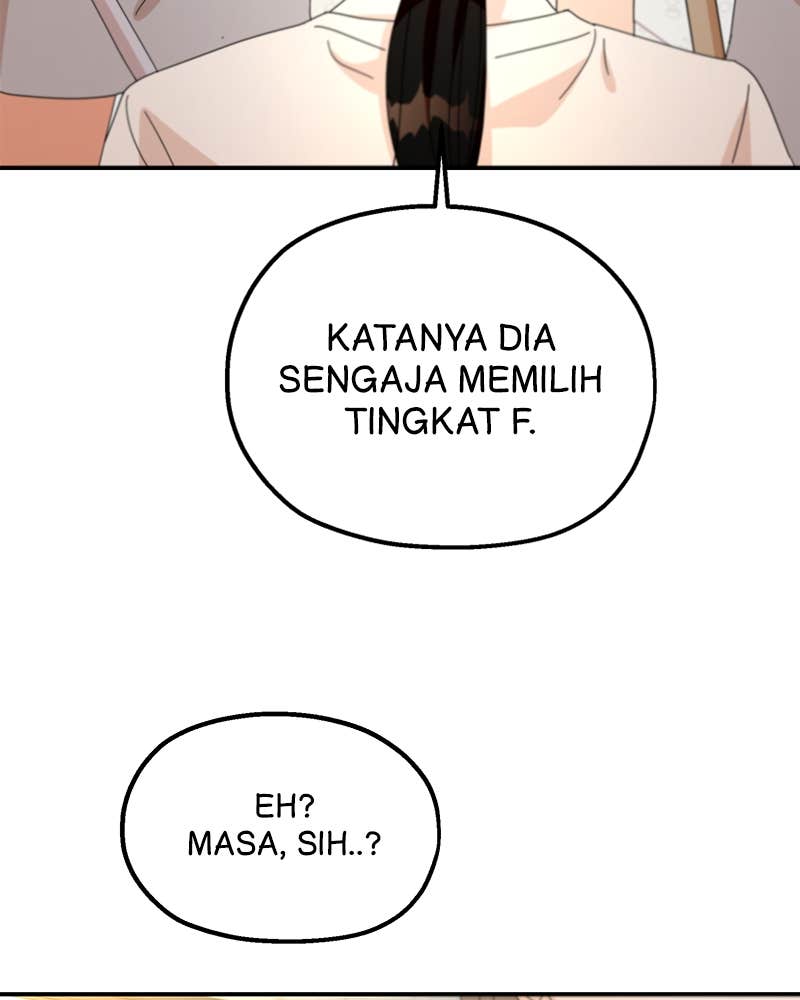 KATANYA DIA
SENGAJA MEMILIH
TINGKAT F.
EH?
MASA, SIH..?